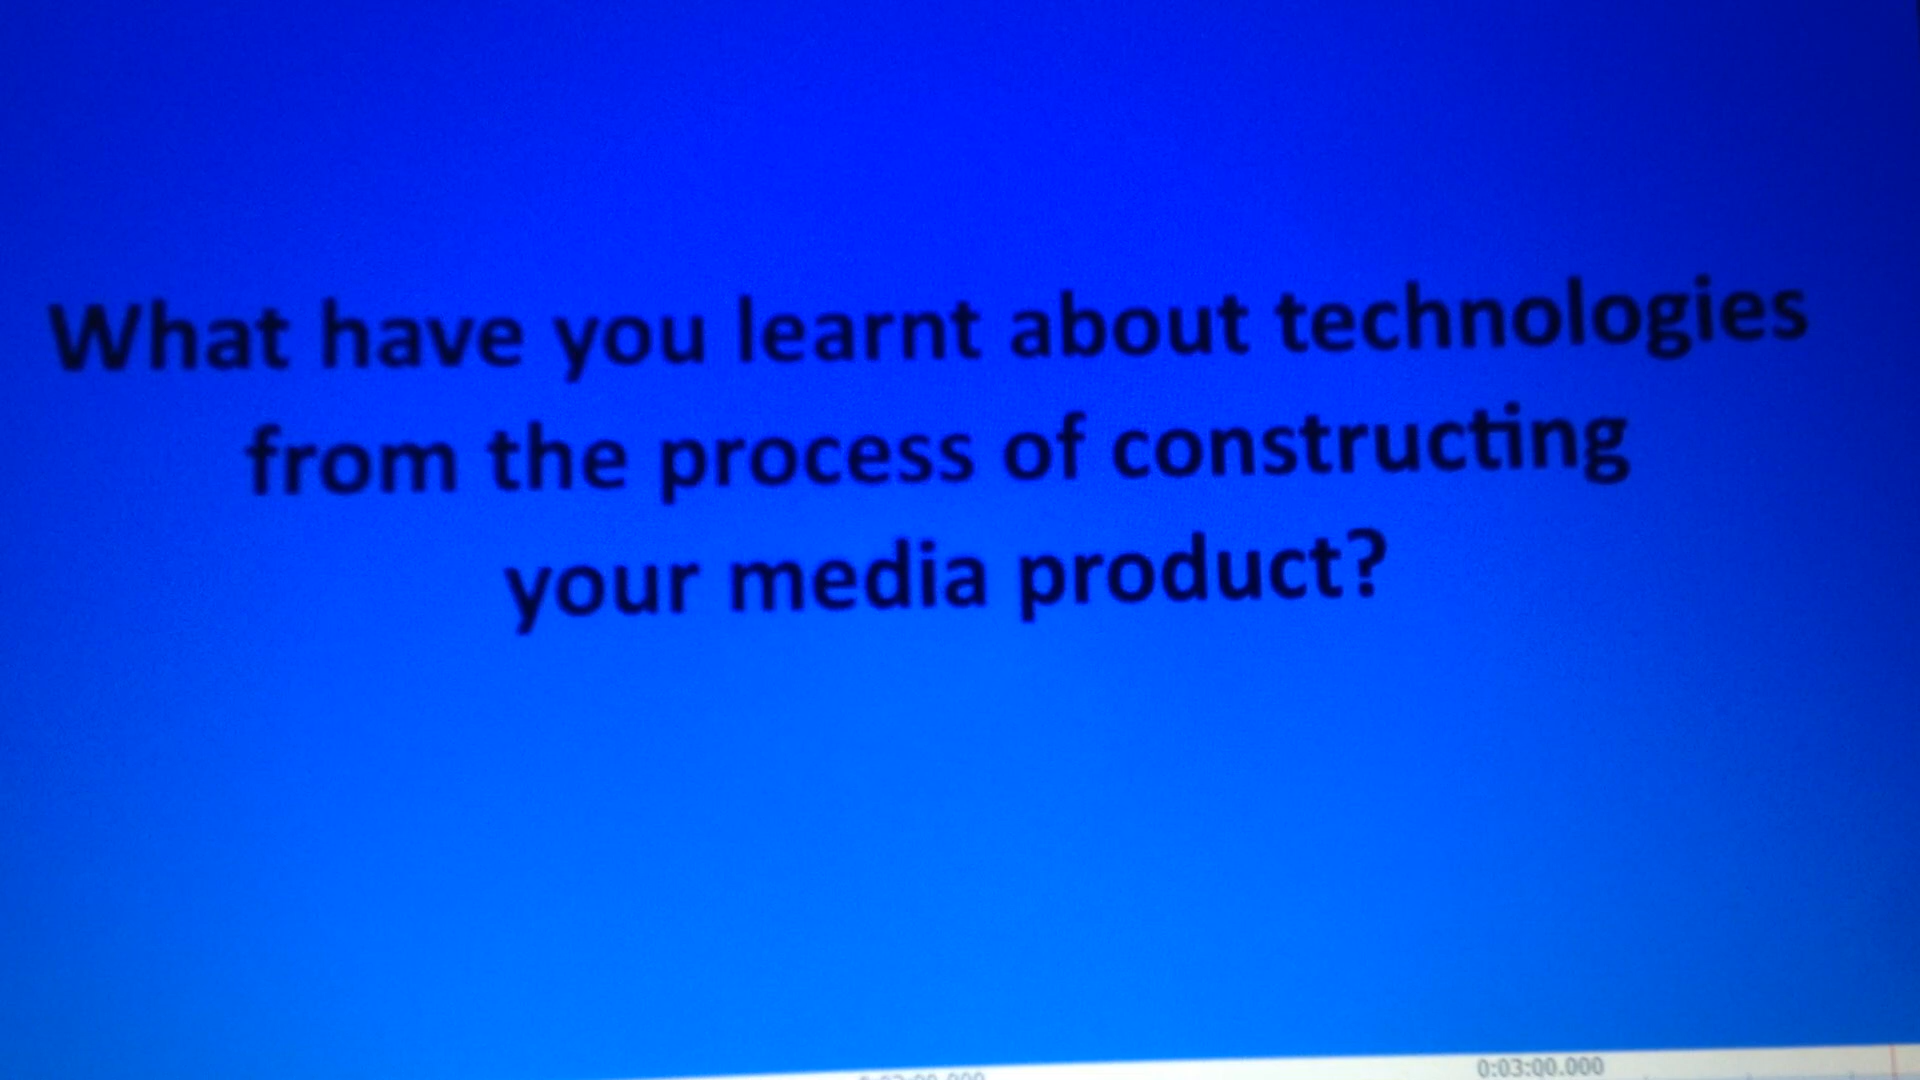 What have you learnt about technologies
from the process of constructing
your media product?
0:03:00.000